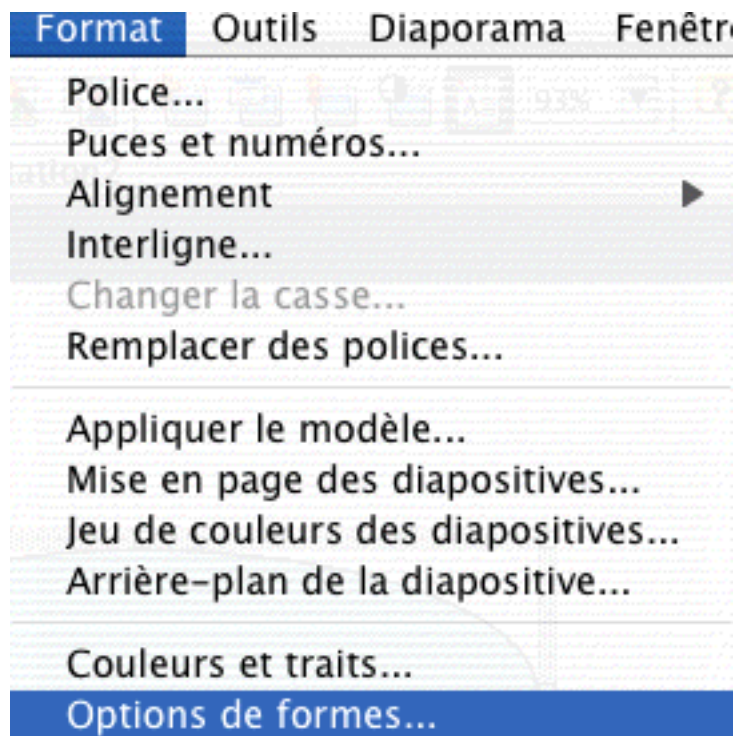 Format Outils Diaporama Fenêtr
93%
Police...
Puces et numéros...
Alignement
Interligne...
Changer la casse...
Remplacer des polices...
Appliquer le modèle...
Mise en page des diapositives...
Jeu de couleurs des diapositives...
Arrière-plan de la diapositive...
Couleurs et traits...
Options de formes...